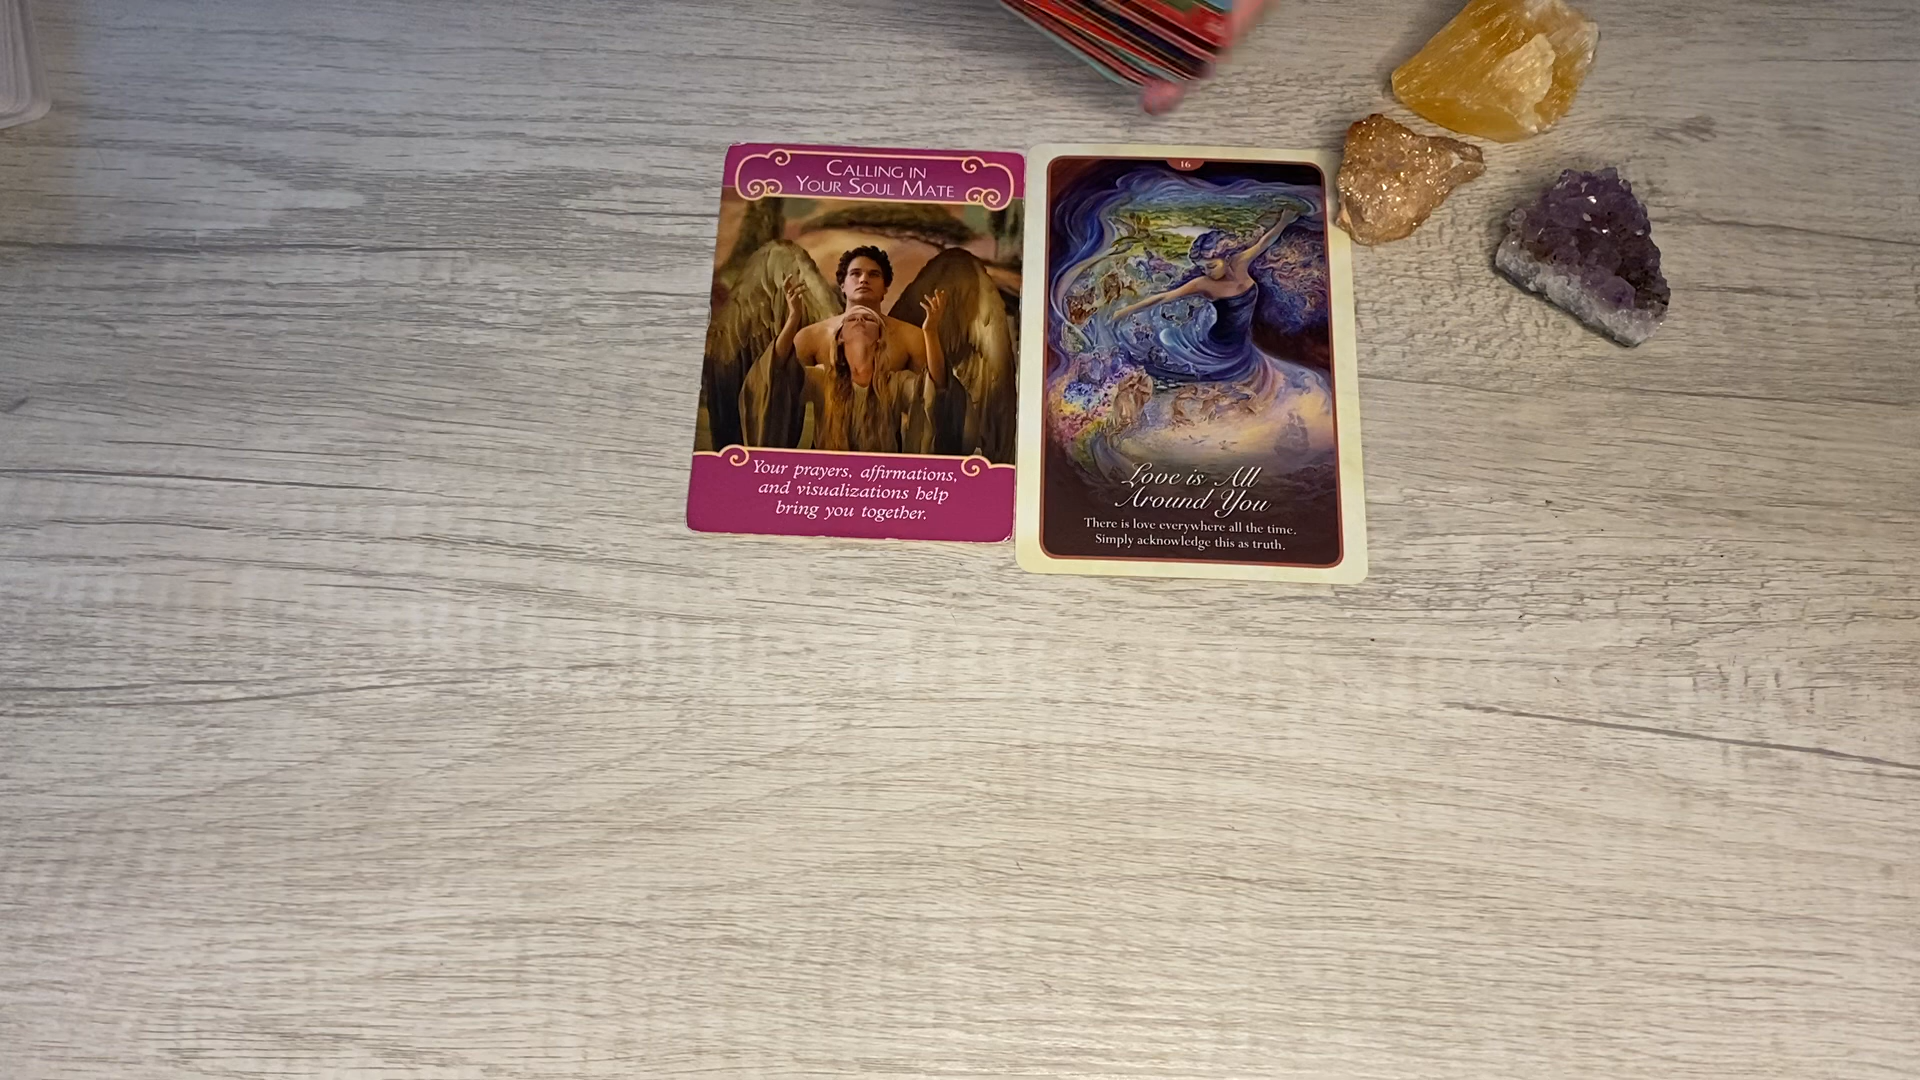 CALLING IN
YOUR SOUL MATE
Your prayers, affirmations,
and visualizations help
bring you together.
16
Love is All
Around You
There is love everywhere all the time.
Simply acknowledge this as truth.